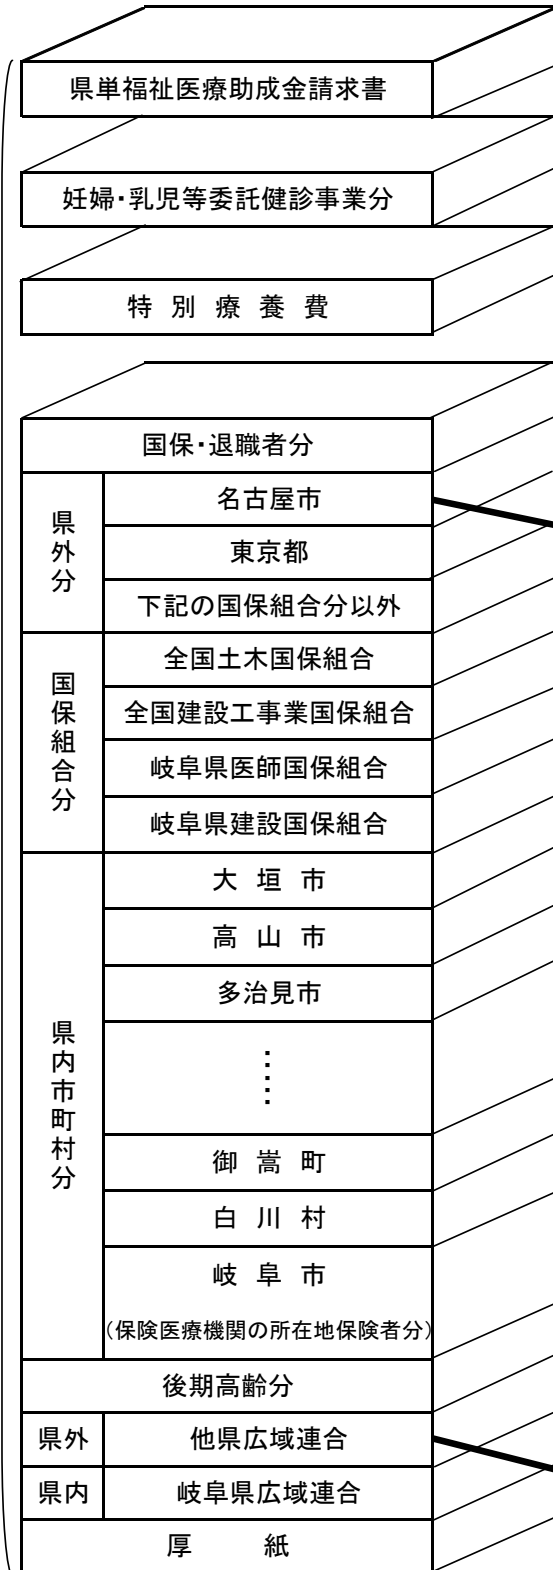 県単福祉医療助成金請求書
妊婦・乳児等委託健診事業分
特 別 療 養 費
国保・退職者分
県外分
名古屋市
東京都
下記の国保組合分以外
国保組合分
全国土木国保組合
全国建設工事業国保組合
岐阜県医師国保組合
岐阜県建設国保組合
県内市町村分
大 垣 市
高 山 市
多治見市
⋮
御 嵩 町
白 川 村
岐 阜 市
(保険医療機関の所在地保険者分)
後期高齢分
県外 他県広域連合
県内 岐阜県広域連合
厚 紙